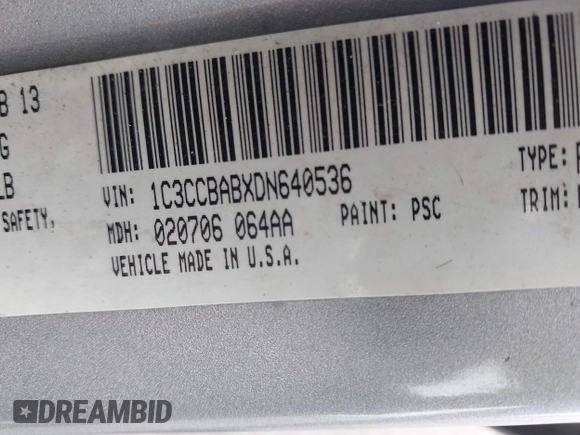 B 13
G
LB
SAFETY,
VIN: 1C3CCBABXDN640536
TYPE:
MDH: 020706 064AA
PAINT: PSC
TRIM:
VEHICLE MADE IN U.S.A.
DREAMBID